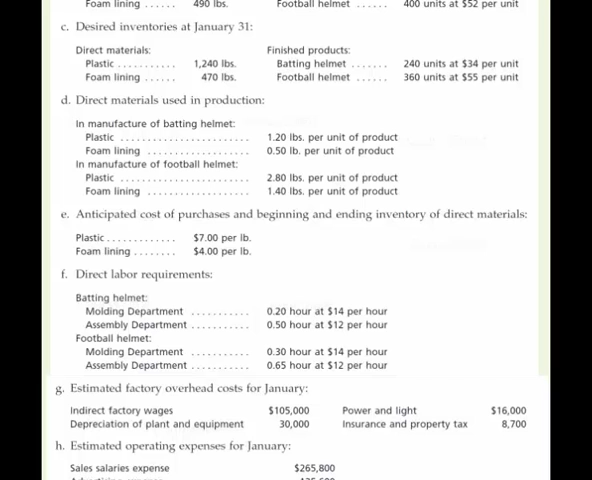 Foam lining ...... 490 lbs. Football helmet ...... 400 units at $52 per unit
c. Desired inventories at January 31:
Direct materials: Finished products:
Plastic ........... 1,240 lbs. Batting helmet ....... 240 units at $34 per unit
Foam lining ...... 470 lbs. Football helmet ...... 360 units at $55 per unit
d. Direct materials used in production:
In manufacture of batting helmet:
Plastic ........................ 1.20 lbs. per unit of product
Foam lining ................... 0.50 lb. per unit of product
In manufacture of football helmet:
Plastic ........................ 2.80 lbs. per unit of product
Foam lining ................... 1.40 lbs. per unit of product
e. Anticipated cost of purchases and beginning and ending inventory of direct materials:
Plastic ............. $7.00 per lb.
Foam lining ........ $4.00 per lb.
f. Direct labor requirements:
Batting helmet:
Molding Department ........... 0.20 hour at $14 per hour
Assembly Department ........... 0.50 hour at $12 per hour
Football helmet:
Molding Department ........... 0.30 hour at $14 per hour
Assembly Department ........... 0.65 hour at $12 per hour
g. Estimated factory overhead costs for January:
Indirect factory wages $105,000 Power and light $16,000
Depreciation of plant and equipment 30,000 Insurance and property tax 8,700
h. Estimated operating expenses for January:
Sales salaries expense $265,800